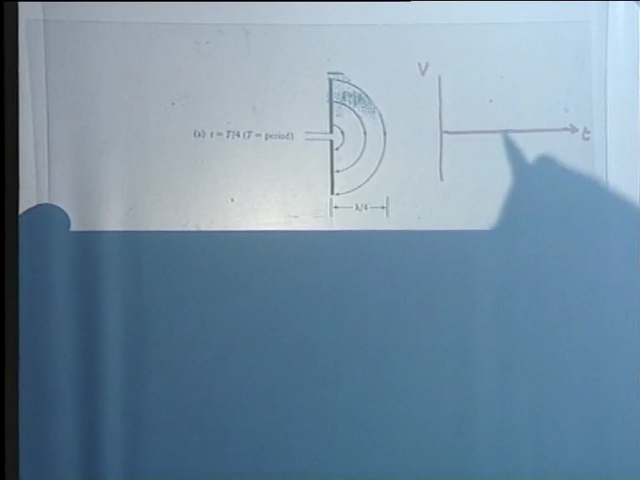 V
(a) t = T/4 (T = period)
t
λ/4